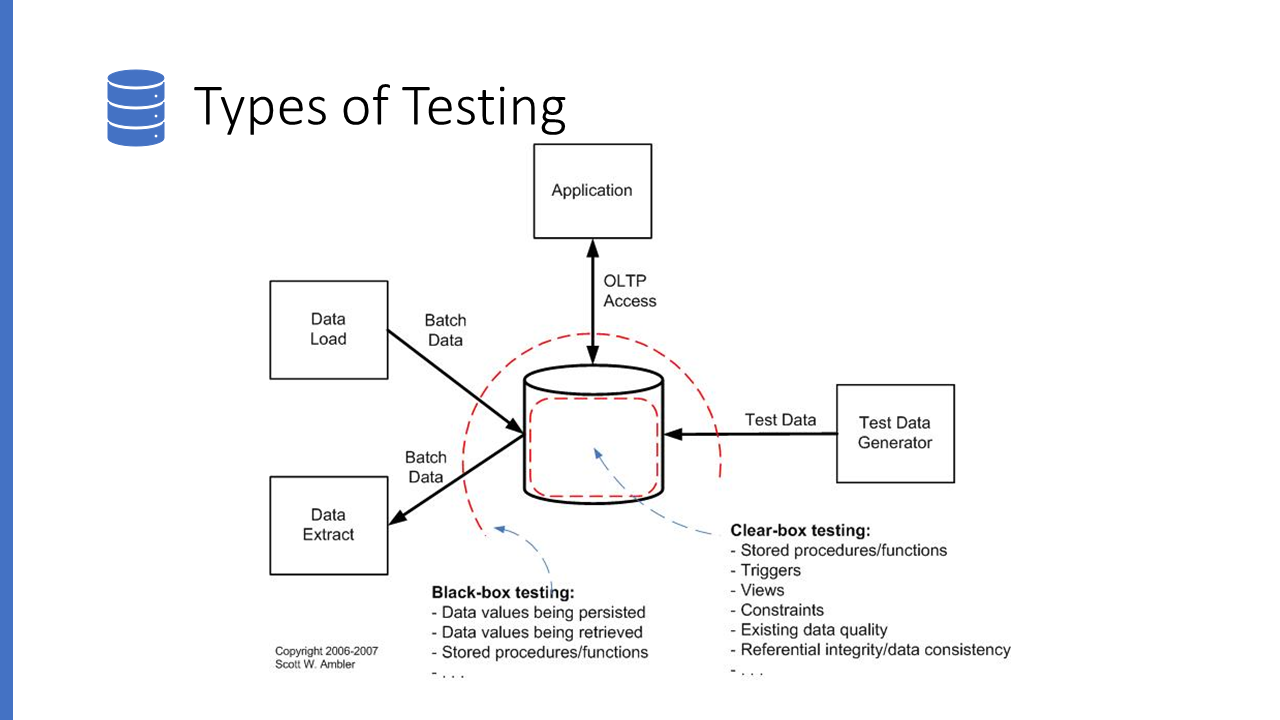 Types of Testing
Application
OLTP
Access
Data
Load
Batch
Data
Test Data
Test Data
Generator
Batch
Data
Data
Extract
Clear-box testing:
- Stored procedures/functions
- Triggers
- Views
- Constraints
- Existing data quality
- Referential integrity/data consistency
- . . .
Black-box testing:
- Data values being persisted
- Data values being retrieved
- Stored procedures/functions
- . . .
Copyright 2006-2007
Scott W. Ambler